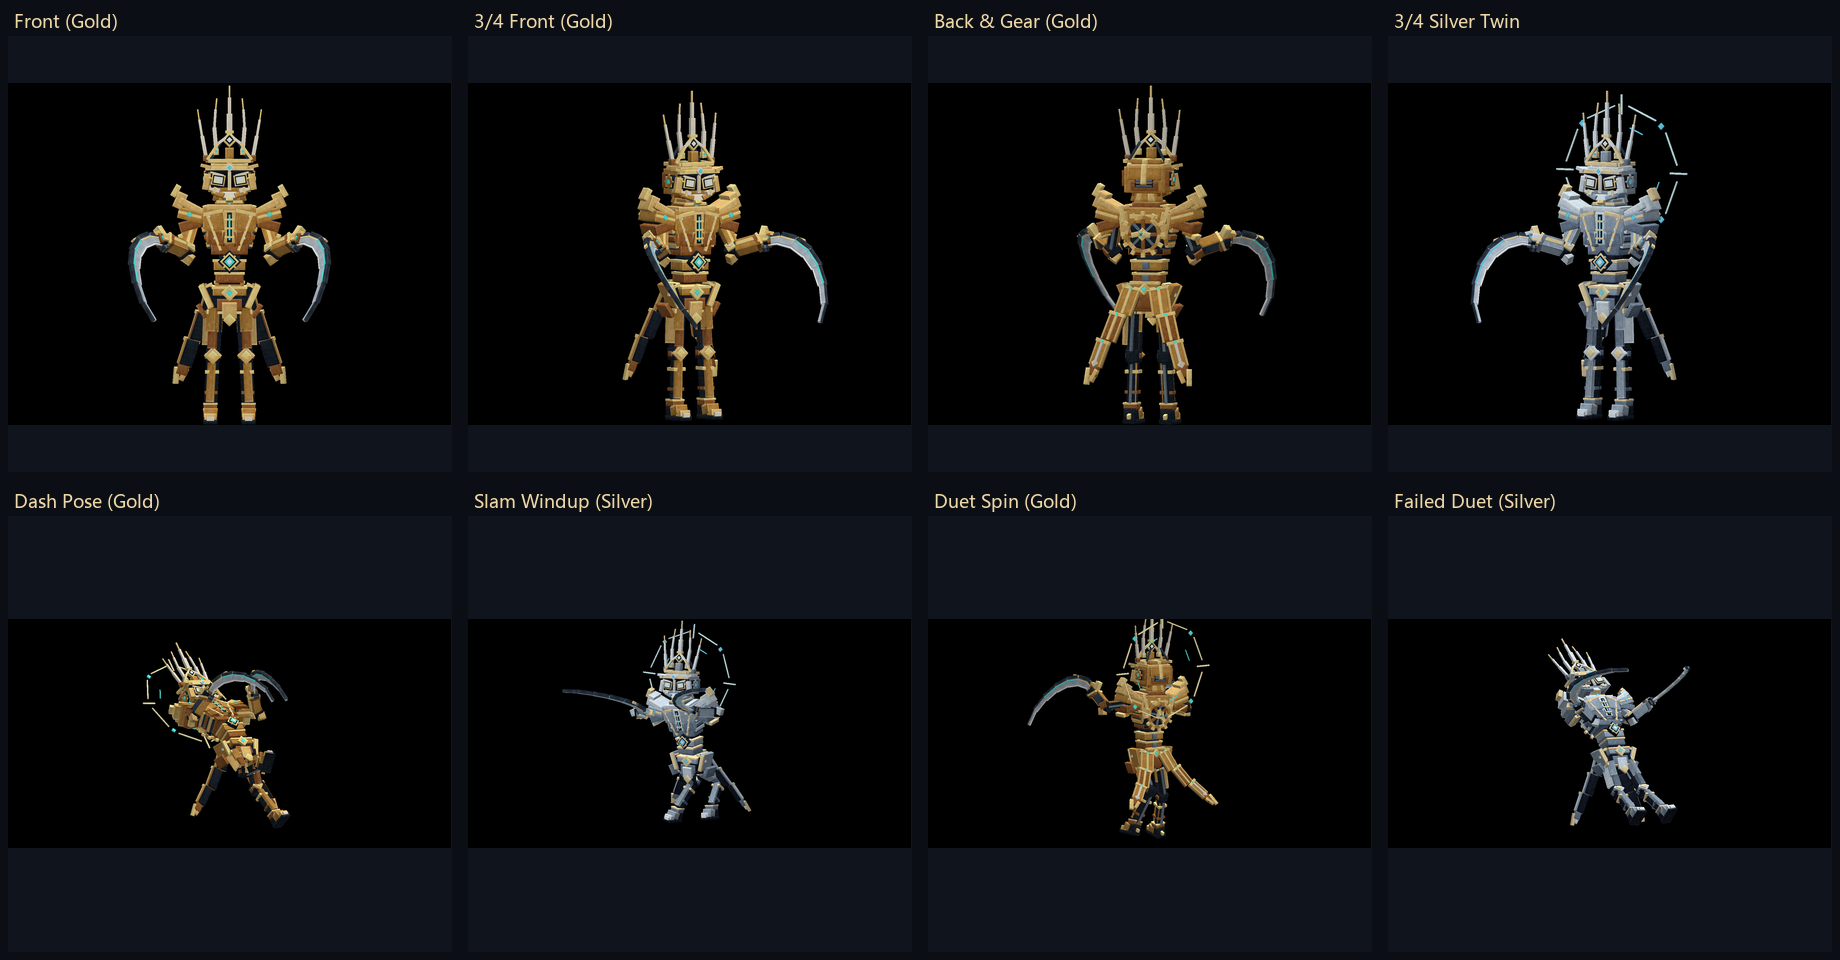 Front (Gold)
3/4 Front (Gold)
Back & Gear (Gold)
3/4 Silver Twin
Dash Pose (Gold)
Slam Windup (Silver)
Duet Spin (Gold)
Failed Duet (Silver)